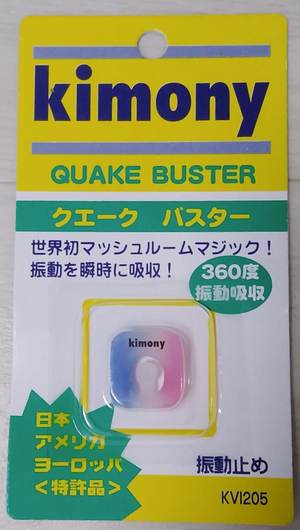 kimony
QUAKE BUSTER
クエーク バスター
世界初マッシュルームマジック！
振動を瞬時に吸収！
360度
振動吸収
kimony
日本
アメリカ
ヨーロッパ
＜特許品＞
振動止め
KVI205